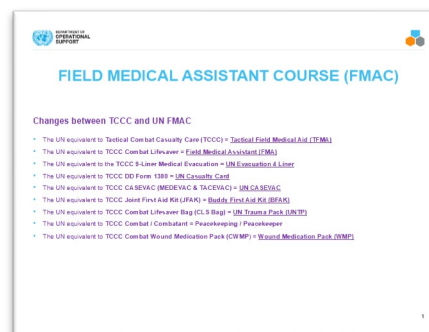 DEPARTMENT OF
OPERATIONAL
SUPPORT
FIELD MEDICAL ASSISTANT COURSE (FMAC)
Changes between TCCC and UN FMAC
• The UN equivalent to Tactical Combat Casualty Care (TCCC) = Tactical Field Medical Aid (TFMA)
• The UN equivalent to TCCC Combat Lifesaver = Field Medical Assistant (FMA)
• The UN equivalent to the TCCC 9-Liner Medical Evacuation = UN Evacuation 4 Liner
• The UN equivalent to TCCC DD Form 1380 = UN Casualty Card
• The UN equivalent to TCCC CASEVAC (MEDEVAC & TACEVAC) = UN CASEVAC
• The UN equivalent to TCCC Joint First Aid Kit (JFAK) = Buddy First Aid Kit (BFAK)
• The UN equivalent to TCCC Combat Lifesaver Bag (CLS Bag) = UN Trauma Pack (UNTP)
• The UN equivalent to TCCC Combat / Combatant = Peacekeeping / Peacekeeper
• The UN equivalent to TCCC Combat Wound Medication Pack (CWMP) = Wound Medication Pack (WMP)
1